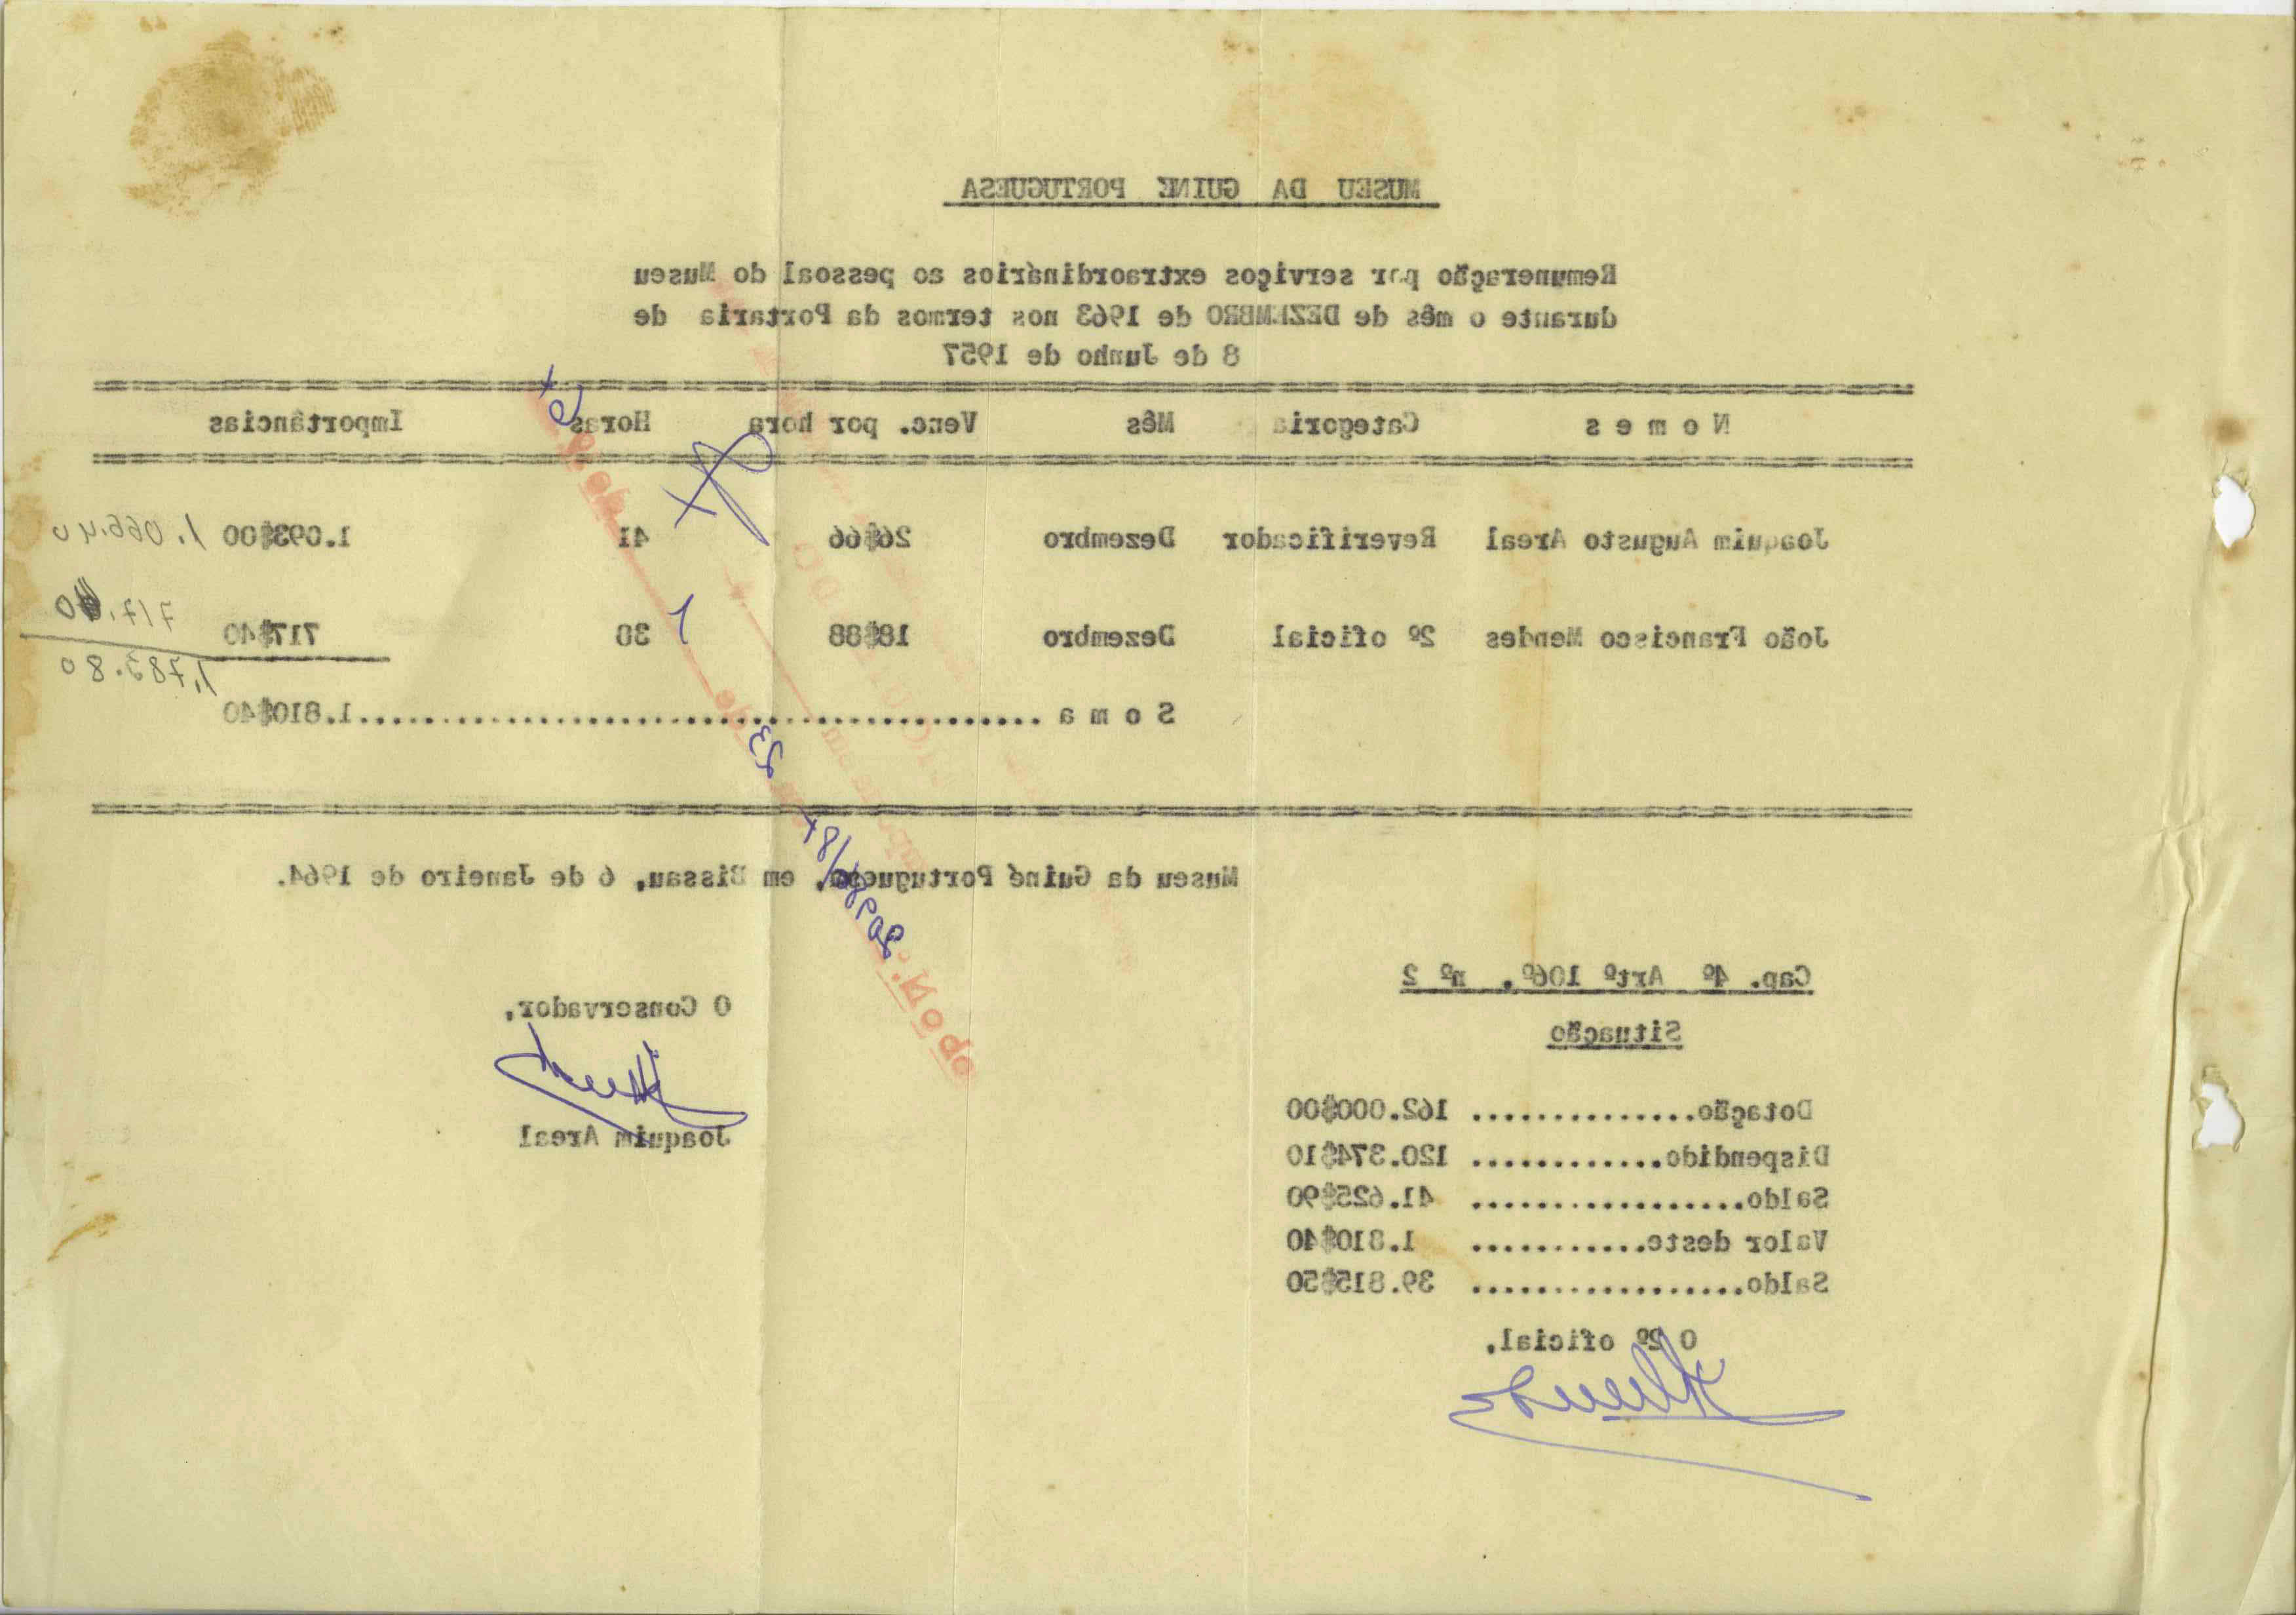 MUSEU DA GUINÉ PORTUGUESA
Remuneração por serviços extraordinários ao pessoal do Museu
durante o mês de DEZEMBRO de 1963 nos termos da Portaria de
8 de Junho de 1957
Nomes Categoria Mês Venc. por hora Horas Importâncias
Joaquim Augusto Areal Reverificador Dezembro 26$66 41 1.093$00 1.066.40
717.40
João Francisco Mendes 2º oficial Dezembro 18$88 38 717$40
1,783.80
Soma ........................................1.810$40
Museu da Guiné Portuguesa, em Bissau, 6 de Janeiro de 1964.
O Conservador,
Joaquim Areal
Cap. 4º Artº 106º, nº 2
Situação
Dotação.............. 162.000$00
Dispendido............ 120.374$10
Saldo................. 41.625$90
Valor deste........... 1.810$40
Saldo................. 39.815$50
O 2º oficial,